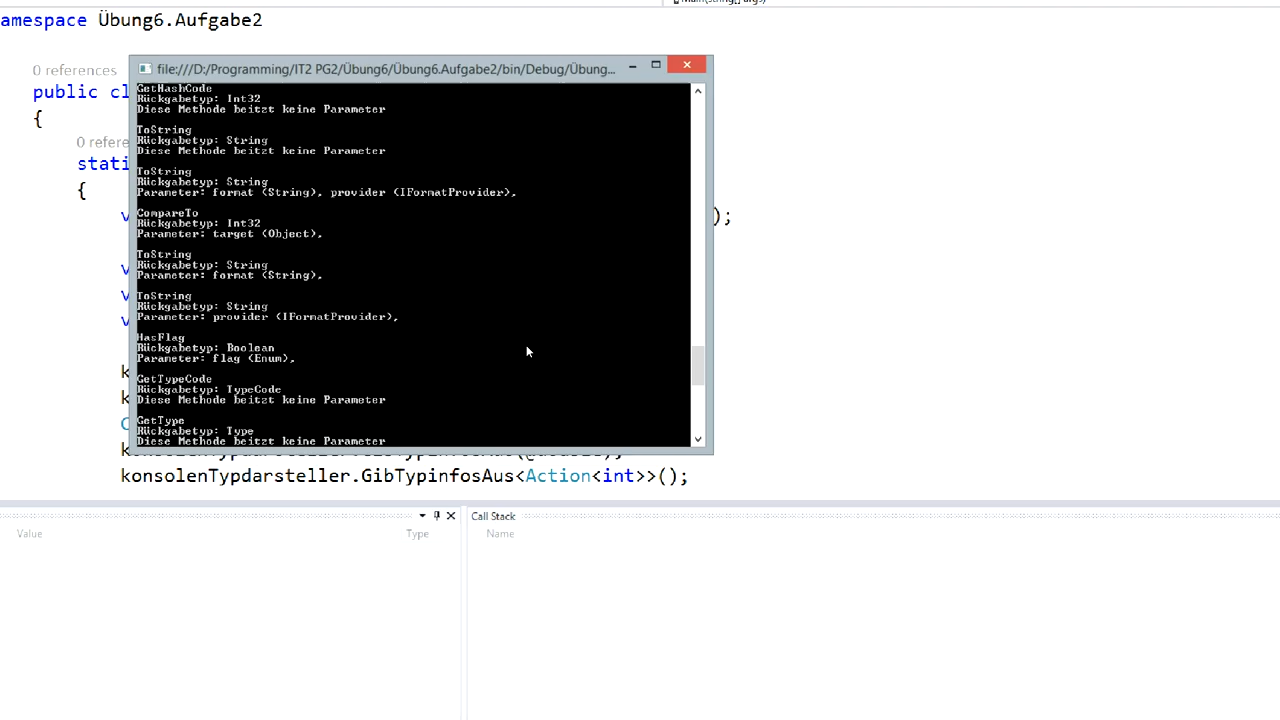 Main(string[] args)
amespace Übung6.Aufgabe2
0 references
public cl
{
0 refere
stati
{
v
);
v
v
v
k
k
C
file:///D:/Programming/IT2 PG2/Übung6/Übung6.Aufgabe2/bin/Debug/Übung...
GetHashCode
Rückgabetyp: Int32
Diese Methode beitzt keine Parameter
ToString
Rückgabetyp: String
Diese Methode beitzt keine Parameter
ToString
Rückgabetyp: String
Parameter: format (String), provider (IFormatProvider),
CompareTo
Rückgabetyp: Int32
Parameter: target (Object),
ToString
Rückgabetyp: String
Parameter: format (String),
ToString
Rückgabetyp: String
Parameter: provider (IFormatProvider),
HasFlag
Rückgabetyp: Boolean
Parameter: flag (Enum),
GetTypeCode
Rückgabetyp: TypeCode
Diese Methode beitzt keine Parameter
GetType
Rückgabetyp: Type
Diese Methode beitzt keine Parameter
konsolenTypdarsteller.GibTypinfosAus<Action<int>>();
Call Stack
Value
Type
Name